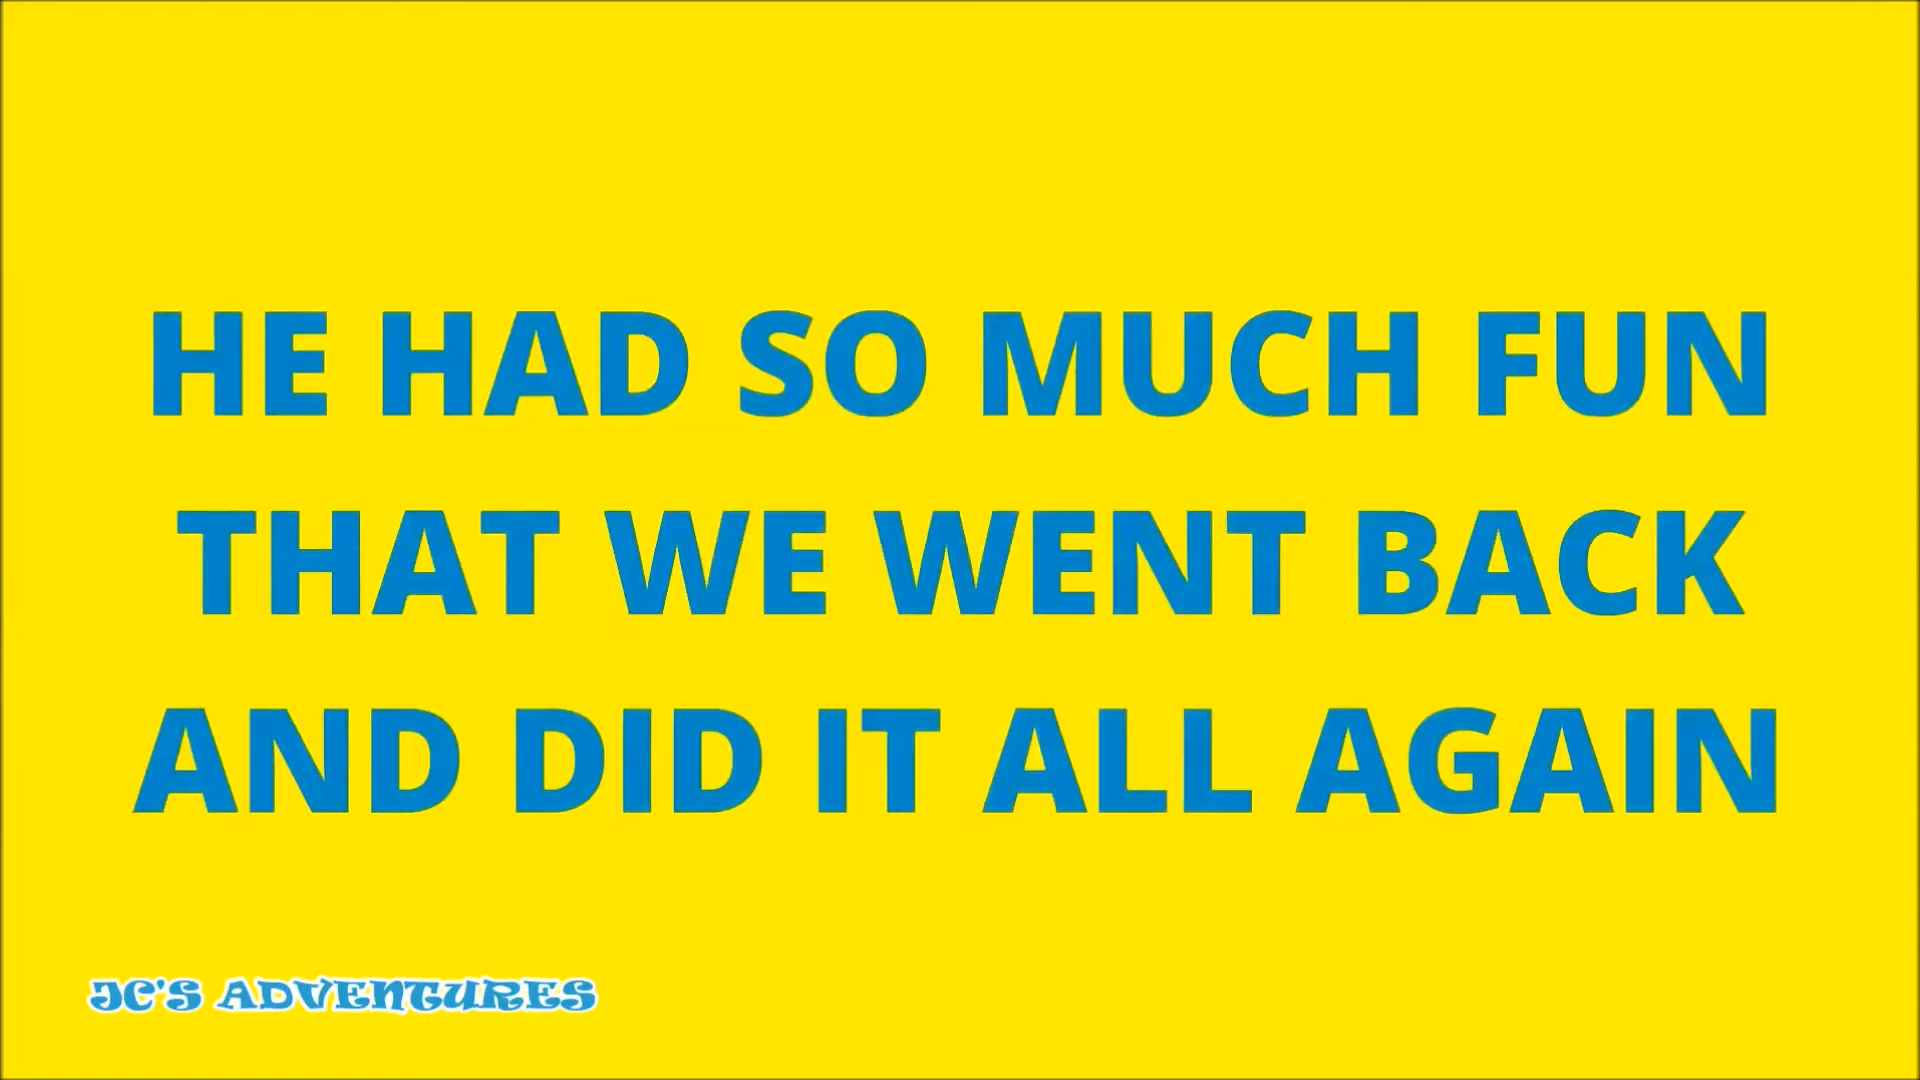 HE HAD SO MUCH FUN
THAT WE WENT BACK
AND DID IT ALL AGAIN
JC'S ADVENTURES